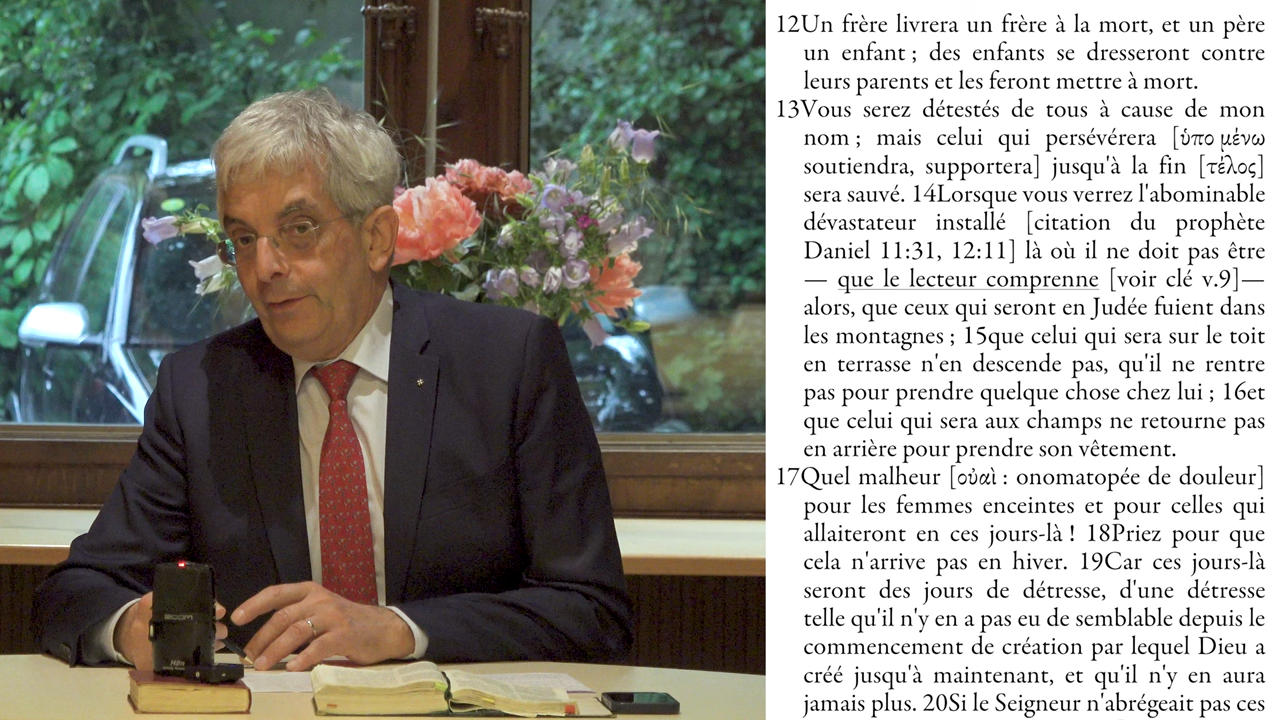 12Un frère livrera un frère à la mort, et un père
un enfant ; des enfants se dresseront contre
leurs parents et les feront mettre à mort.
13Vous serez détestés de tous à cause de mon
nom ; mais celui qui persévérera [ὑπο μένω
soutiendra, supportera] jusqu'à la fin [τέλος]
sera sauvé. 14Lorsque vous verrez l'abominable
dévastateur installé [citation du prophète
Daniel 11:31, 12:11] là où il ne doit pas être
— que le lecteur comprenne [voir clé v.9]—
alors, que ceux qui seront en Judée fuient dans
les montagnes ; 15que celui qui sera sur le toit
en terrasse n'en descende pas, qu'il ne rentre
pas pour prendre quelque chose chez lui ; 16et
que celui qui sera aux champs ne retourne pas
en arrière pour prendre son vêtement.
17Quel malheur [οὐαὶ : onomatopée de douleur]
pour les femmes enceintes et pour celles qui
allaiteront en ces jours-là ! 18Priez pour que
cela n'arrive pas en hiver. 19Car ces jours-là
seront des jours de détresse, d'une détresse
telle qu'il n'y en a pas eu de semblable depuis le
commencement de création par lequel Dieu a
créé jusqu'à maintenant, et qu'il n'y en aura
jamais plus. 20Si le Seigneur n'abrégeait pas ces
zoom
H2n